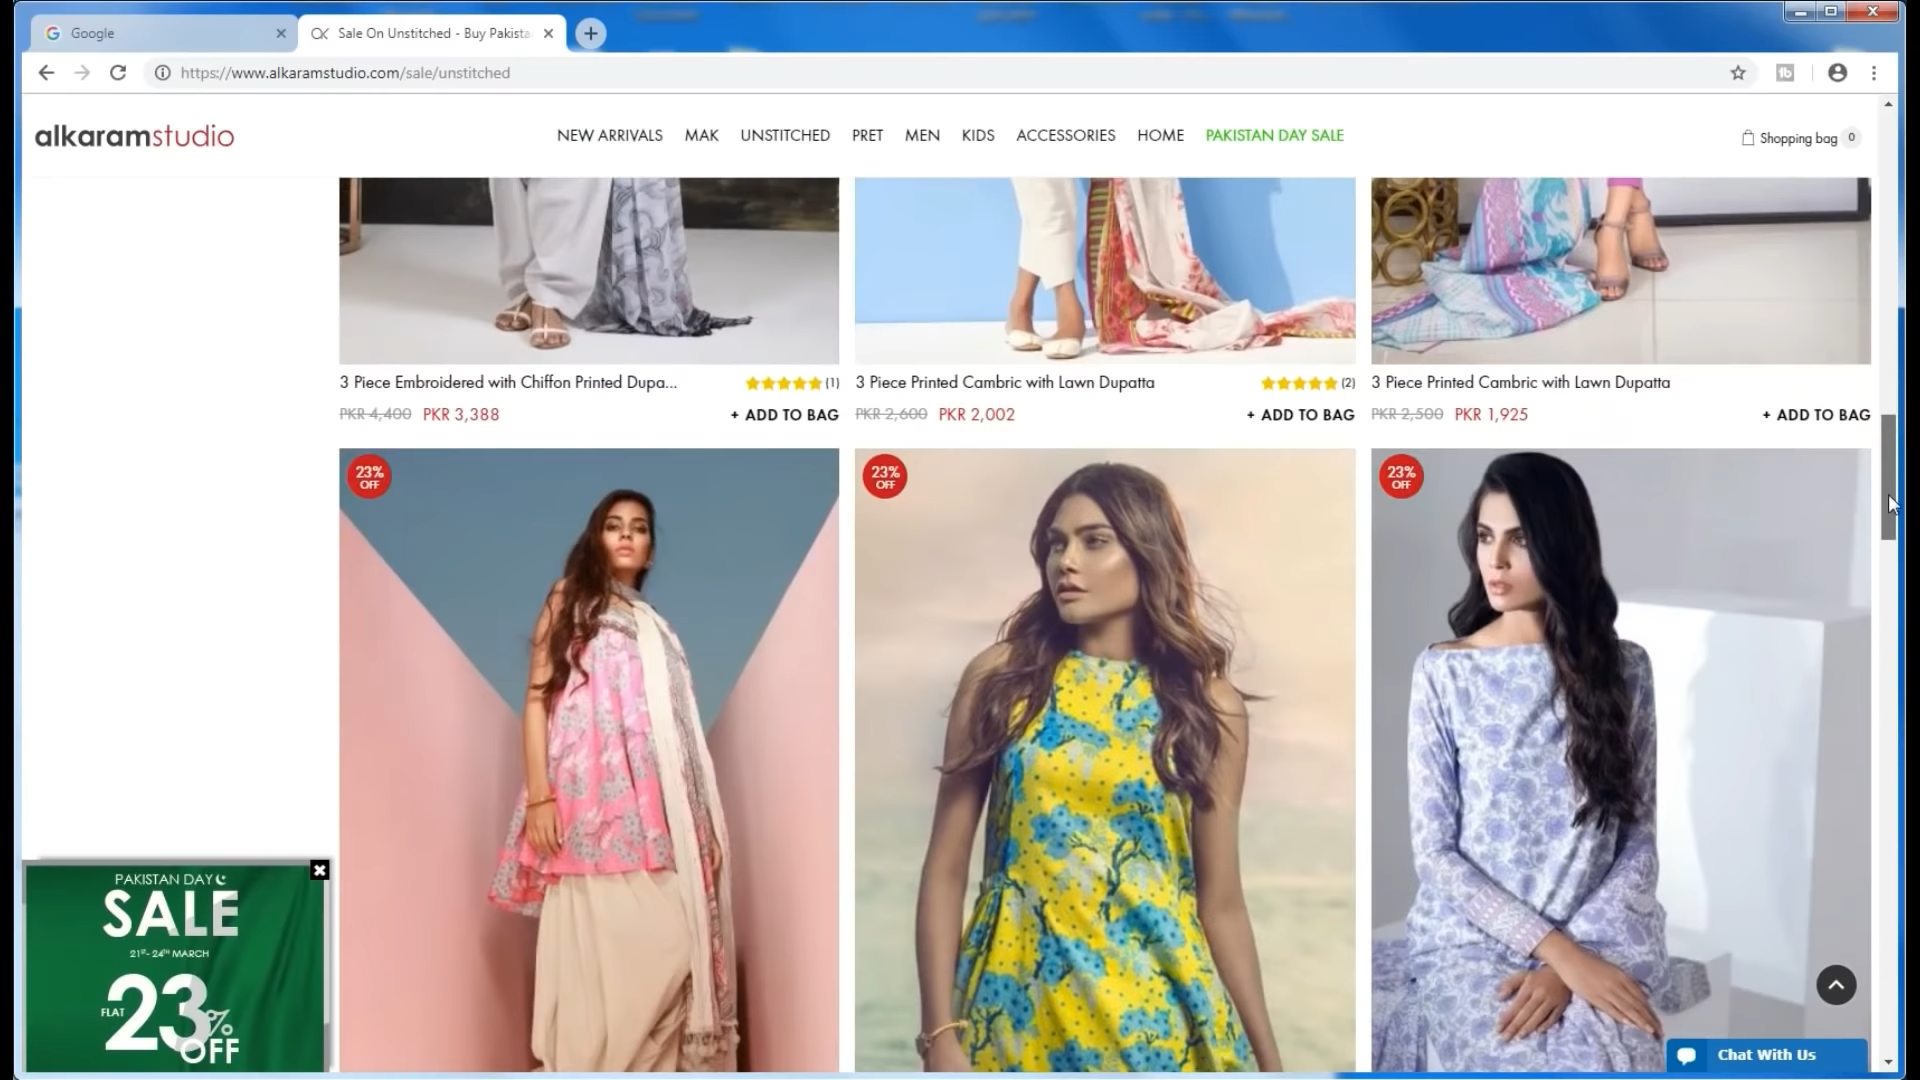 Google
Sale On Unstitched - Buy Pakista
https://www.alkaramstudio.com/sale/unstitched
alkaramstudio
NEW ARRIVALS MAK UNSTITCHED PRET MEN KIDS ACCESSORIES HOME PAKISTAN DAY SALE
Shopping bag 0
3 Piece Embroidered with Chiffon Printed Dupa... (1)
PKR 4,400 PKR 3,388 + ADD TO BAG
3 Piece Printed Cambric with Lawn Dupatta (2)
PKR 2,600 PKR 2,002 + ADD TO BAG
3 Piece Printed Cambric with Lawn Dupatta
PKR 2,500 PKR 1,925 + ADD TO BAG
23%
OFF
23%
OFF
23%
OFF
PAKISTAN DAY
SALE
21ST- 24TH MARCH
FLAT 23%
OFF
Chat With Us